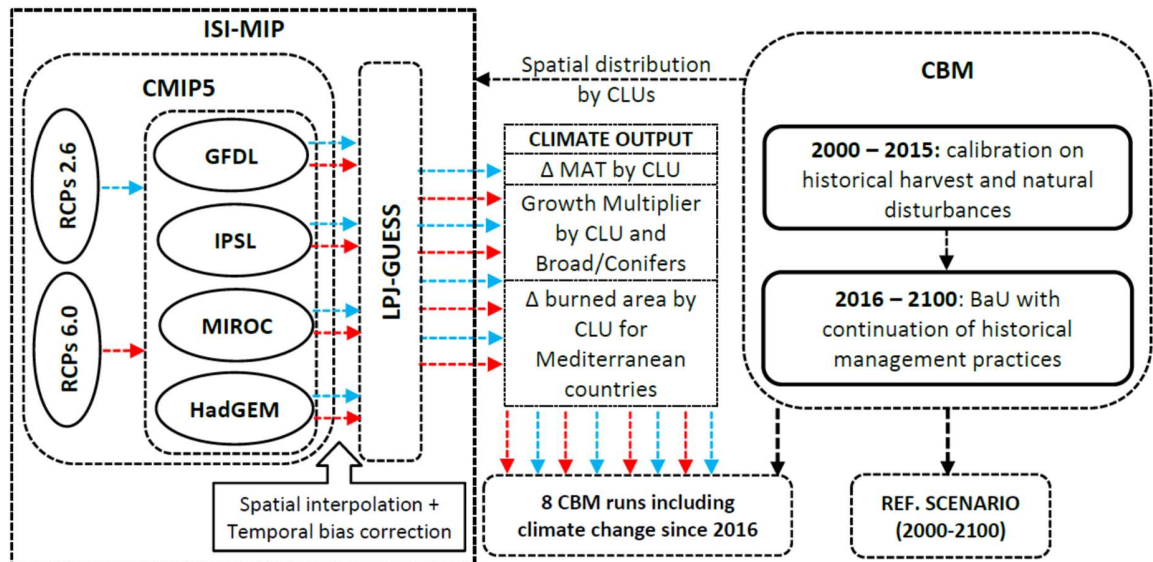 ISI-MIP
CMIP5
RCPs 2.6
RCPs 6.0
GFDL
IPSL
MIROC
HadGEM
LPJ-GUESS
Spatial interpolation +
Temporal bias correction
Spatial distribution
by CLUs
CLIMATE OUTPUT
Δ MAT by CLU
Growth Multiplier
by CLU and
Broad/Conifers
Δ burned area by
CLU for
Mediterranean
countries
8 CBM runs including
climate change since 2016
CBM
2000 – 2015: calibration on
historical harvest and natural
disturbances
2016 – 2100: BaU with
continuation of historical
management practices
REF. SCENARIO
(2000-2100)